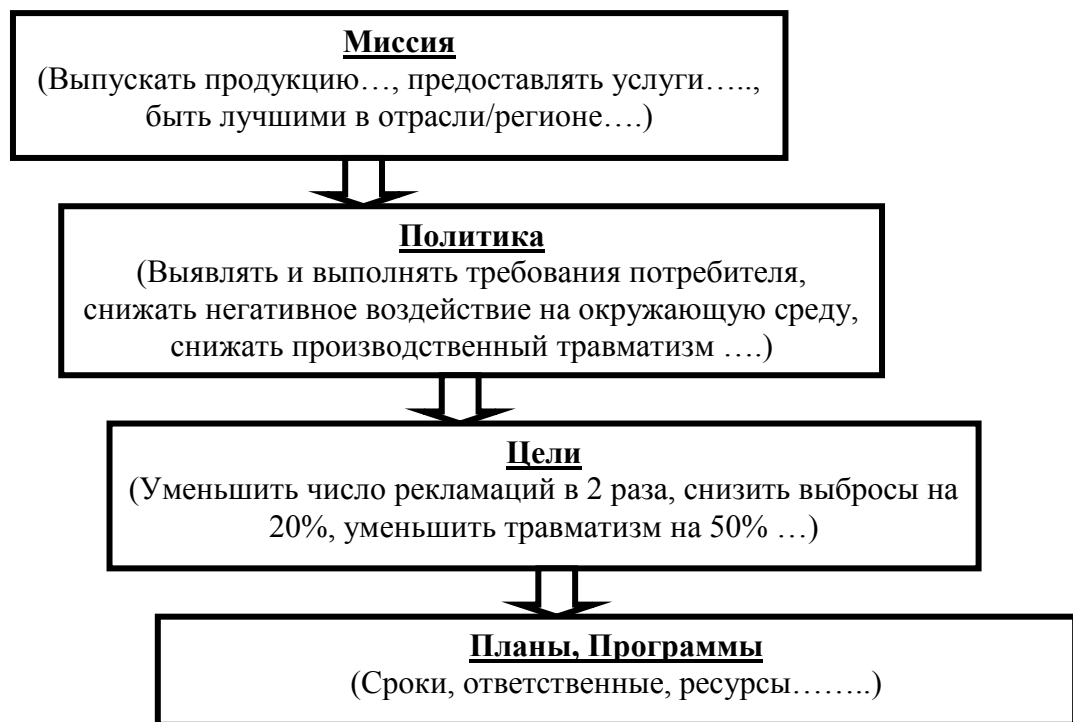 Миссия
(Выпускать продукцию…, предоставлять услуги…..,
быть лучшими в отрасли/регионе….)
Политика
(Выявлять и выполнять требования потребителя,
снижать негативное воздействие на окружающую среду,
снижать производственный травматизм ….)
Цели
(Уменьшить число рекламаций в 2 раза, снизить выбросы на
20%, уменьшить травматизм на 50% …)
Планы, Программы
(Сроки, ответственные, ресурсы……..)